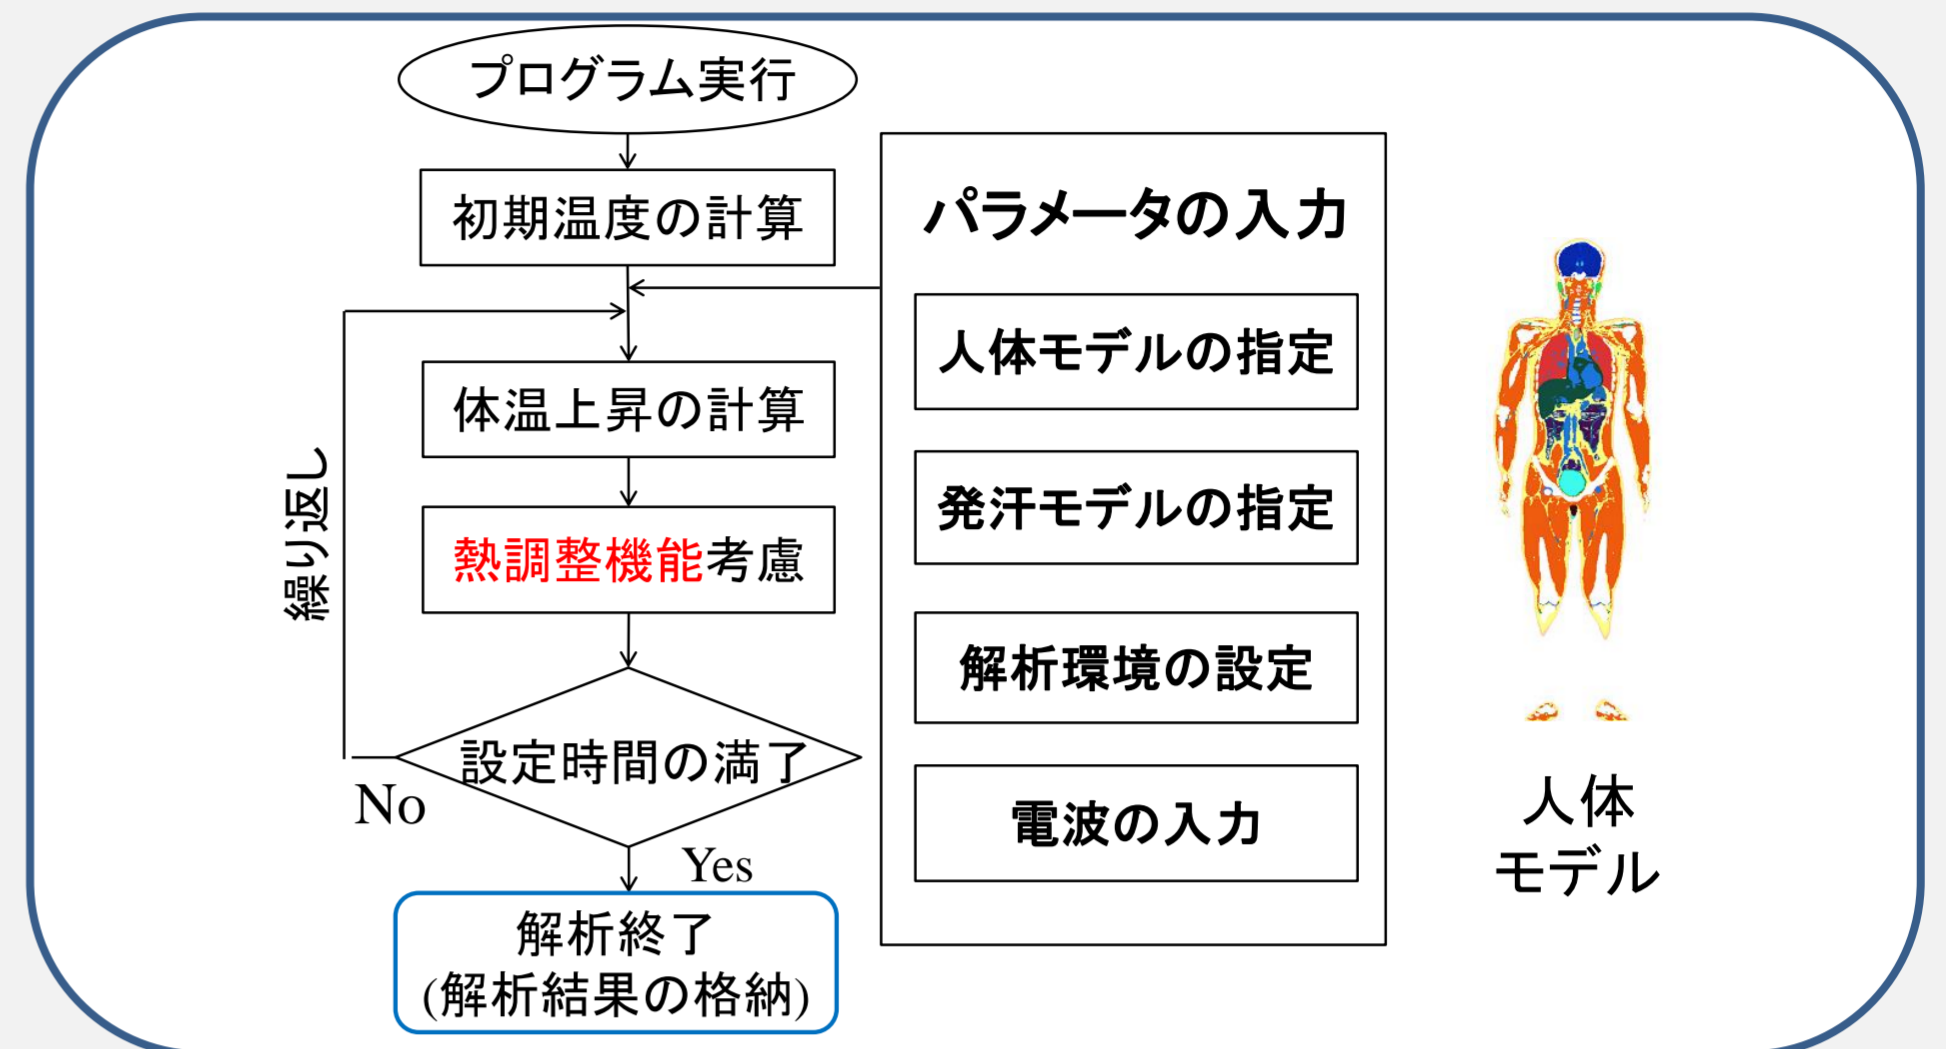 プログラム実行
初期温度の計算
体温上昇の計算
熱調整機能考慮
設定時間の満了
繰り返し
No
Yes
解析終了
(解析結果の格納)
パラメータの入力
人体モデルの指定
発汗モデルの指定
解析環境の設定
電波の入力
人体
モデル